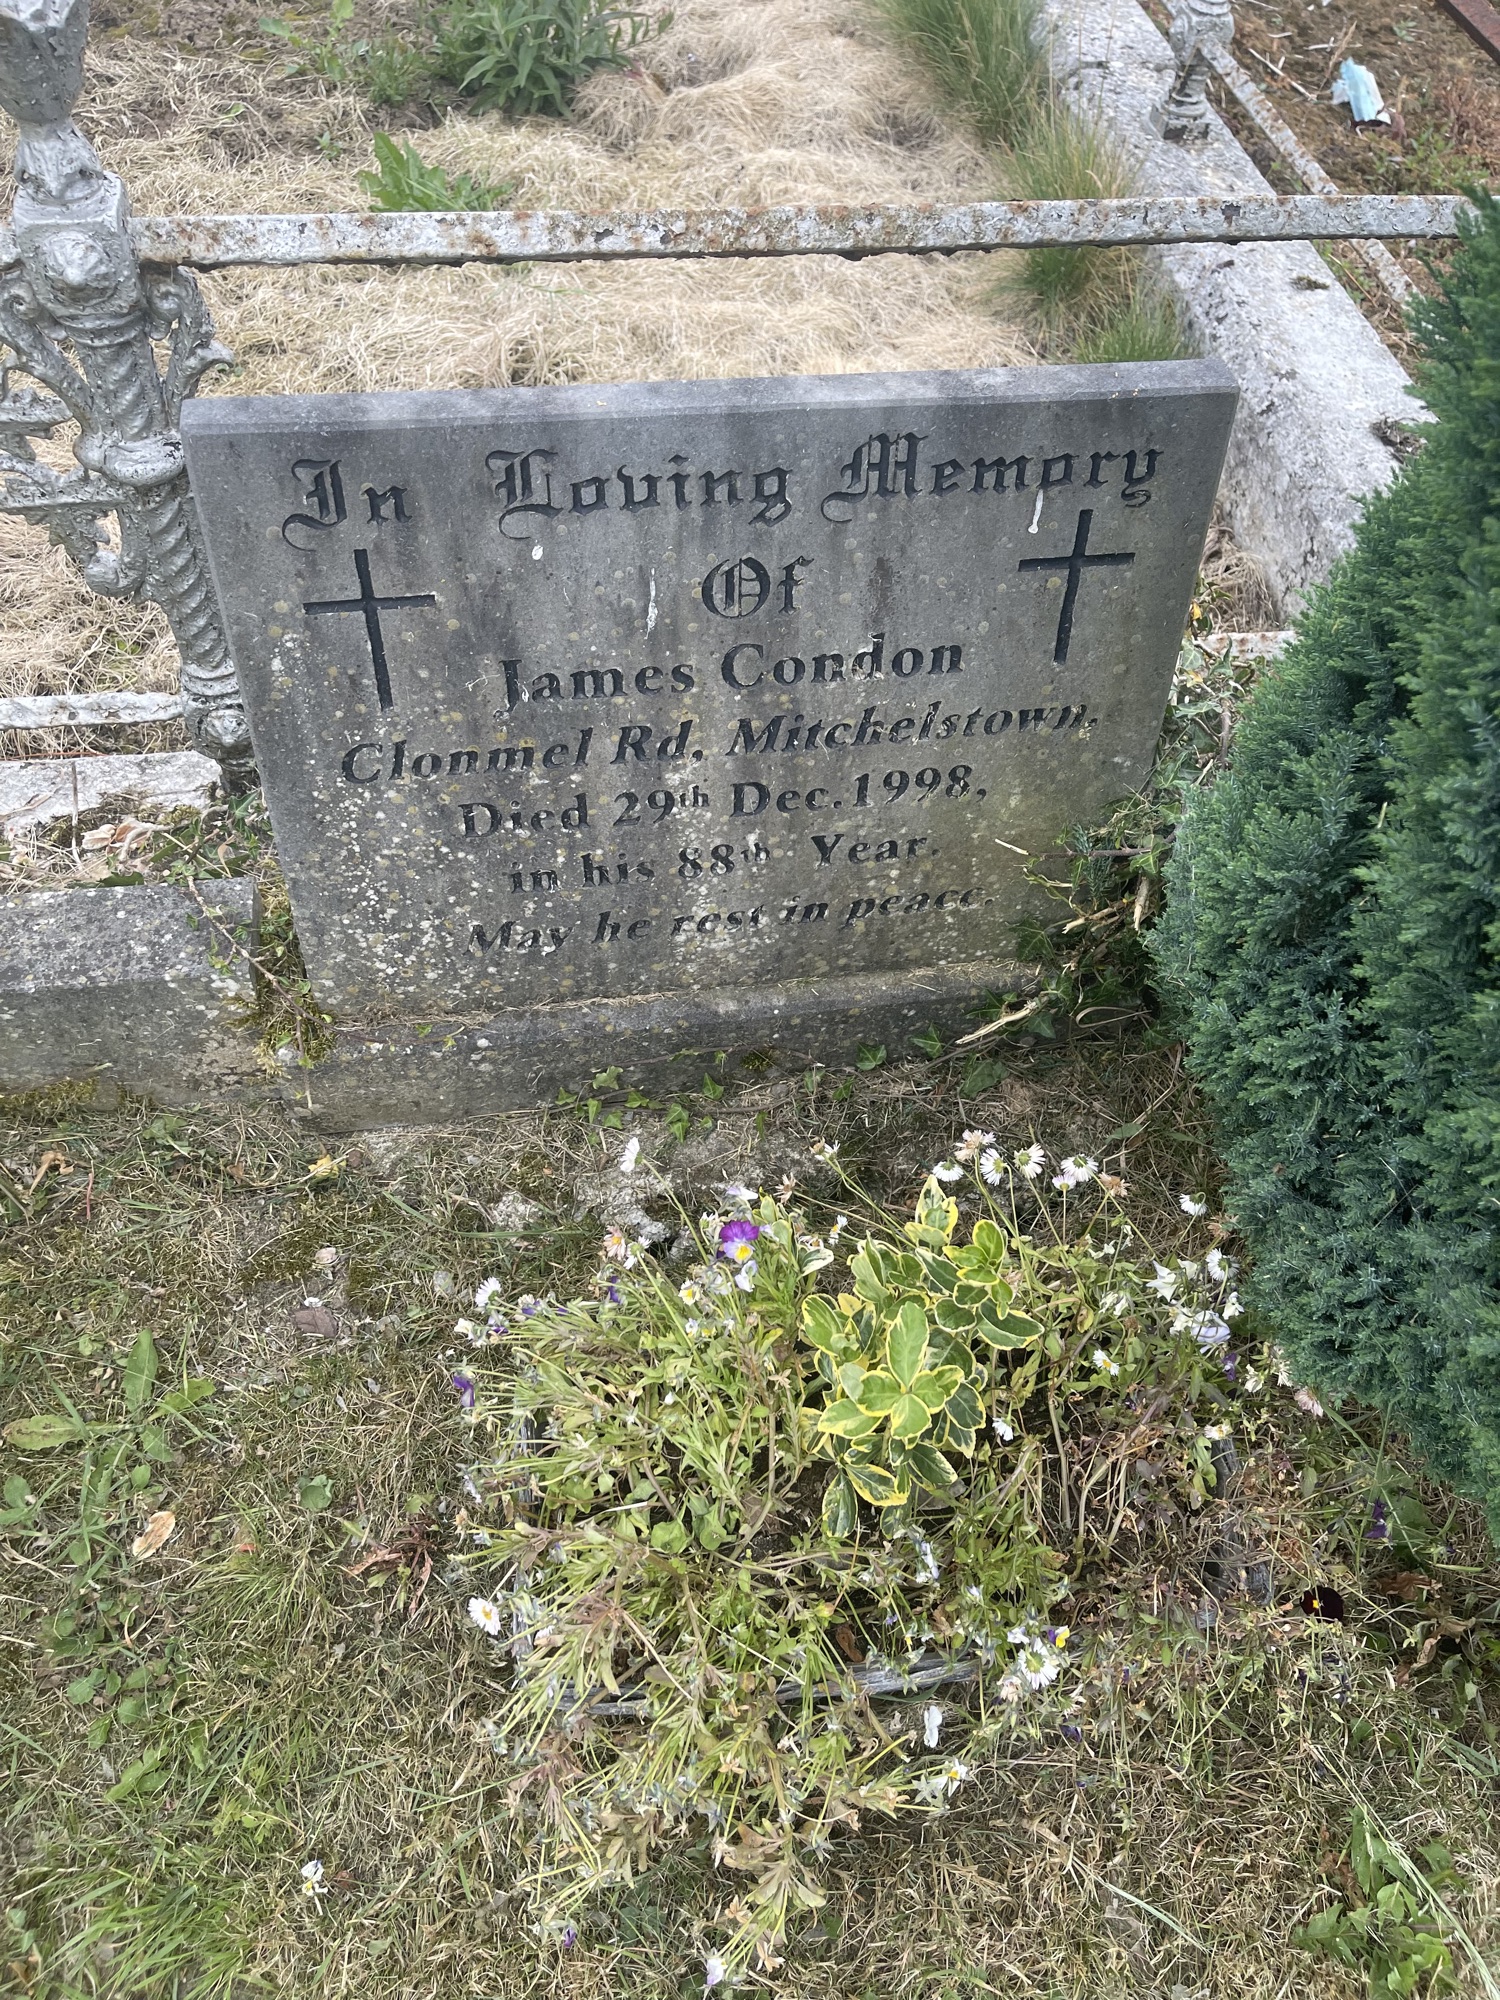 In Loving Memory
Of
James Condon
Clonmel Rd, Mitchelstown,
Died 29th Dec. 1998,
in his 88th Year.
May he rest in peace.